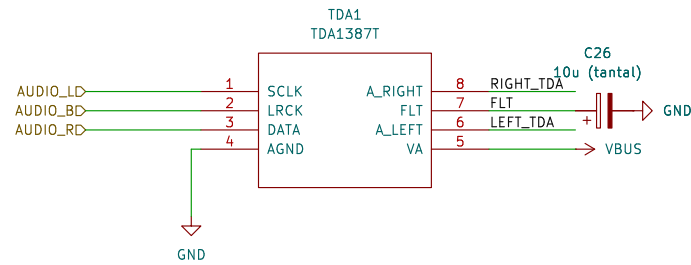 TDA1
TDA1387T
C26
10u (tantal)
AUDIO_L 1 SCLK A_RIGHT 8 RIGHT_TDA
AUDIO_B 2 LRCK FLT 7 FLT + GND
AUDIO_R 3 DATA A_LEFT 6 LEFT_TDA
4 AGND VA 5 VBUS
GND